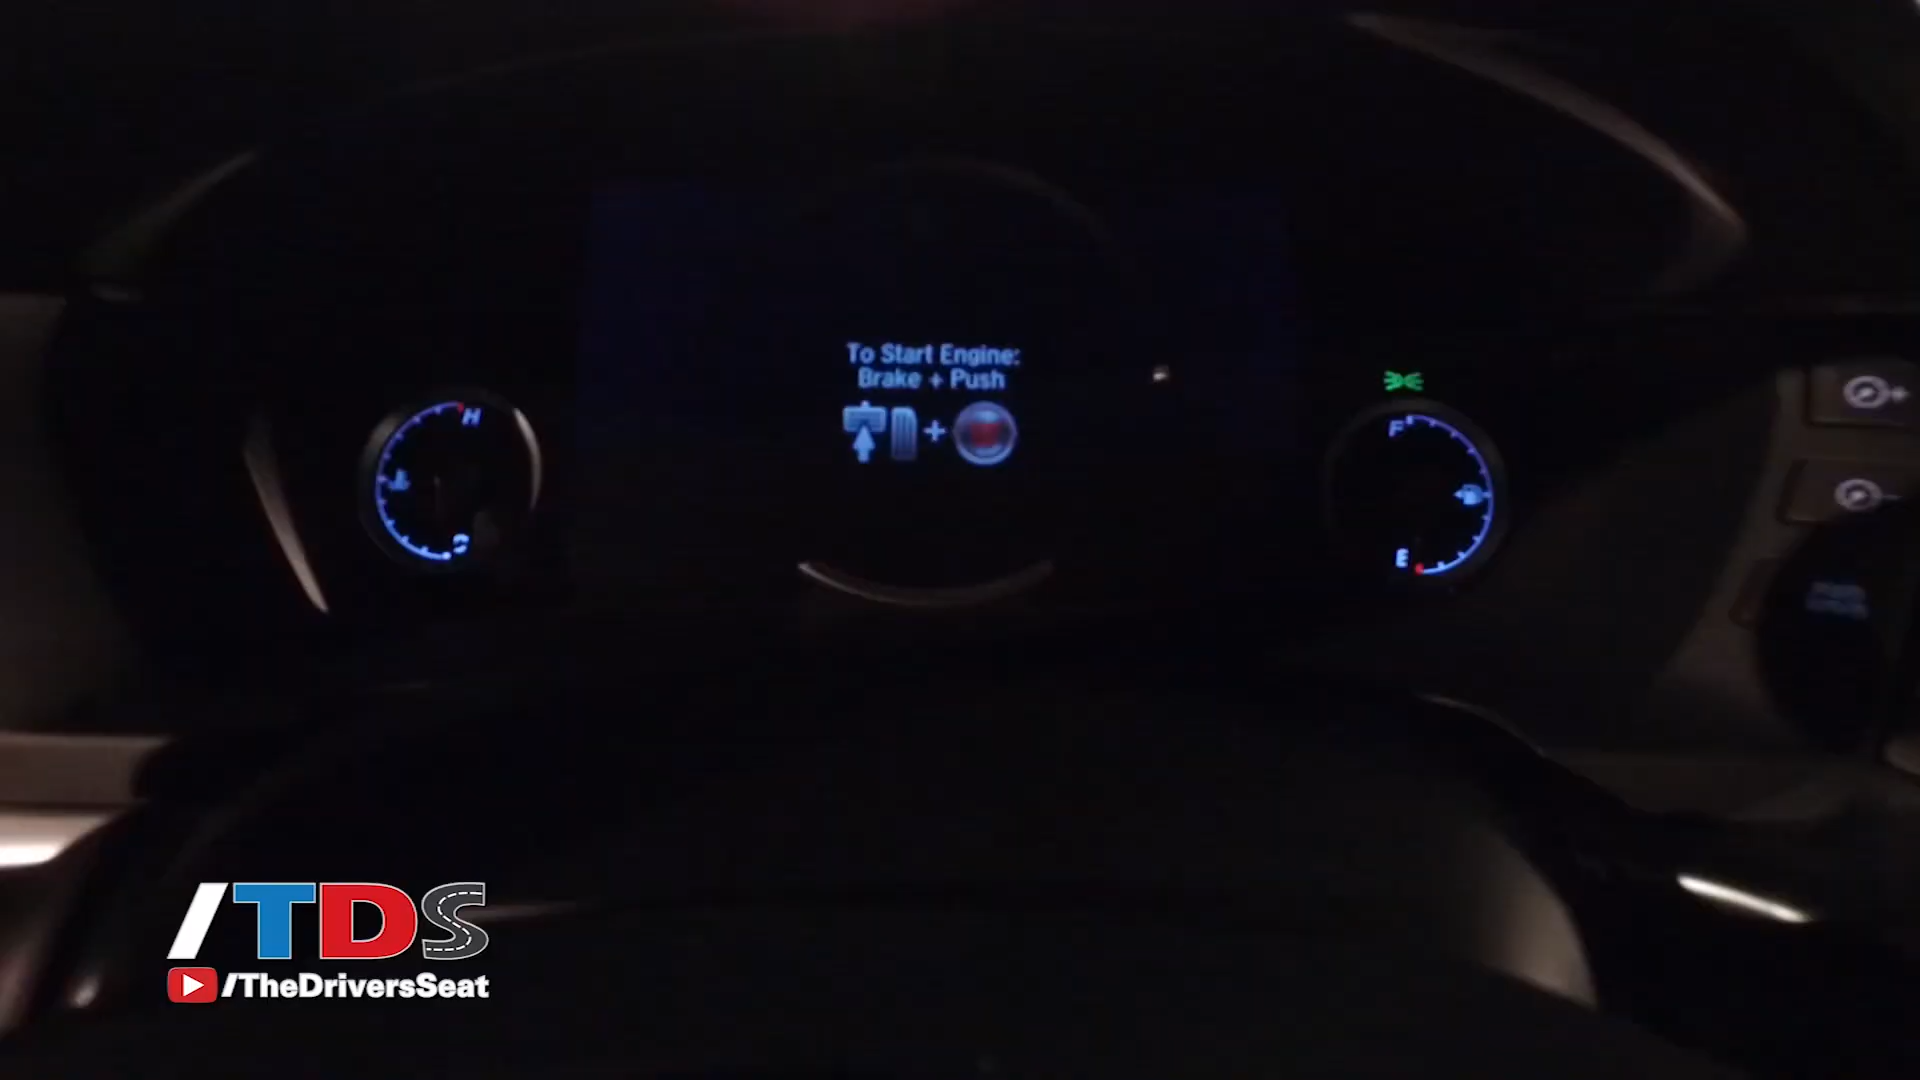 To Start Engine:
Brake + Push
+
H
C
F
E
/TDS
/TheDriversSeat